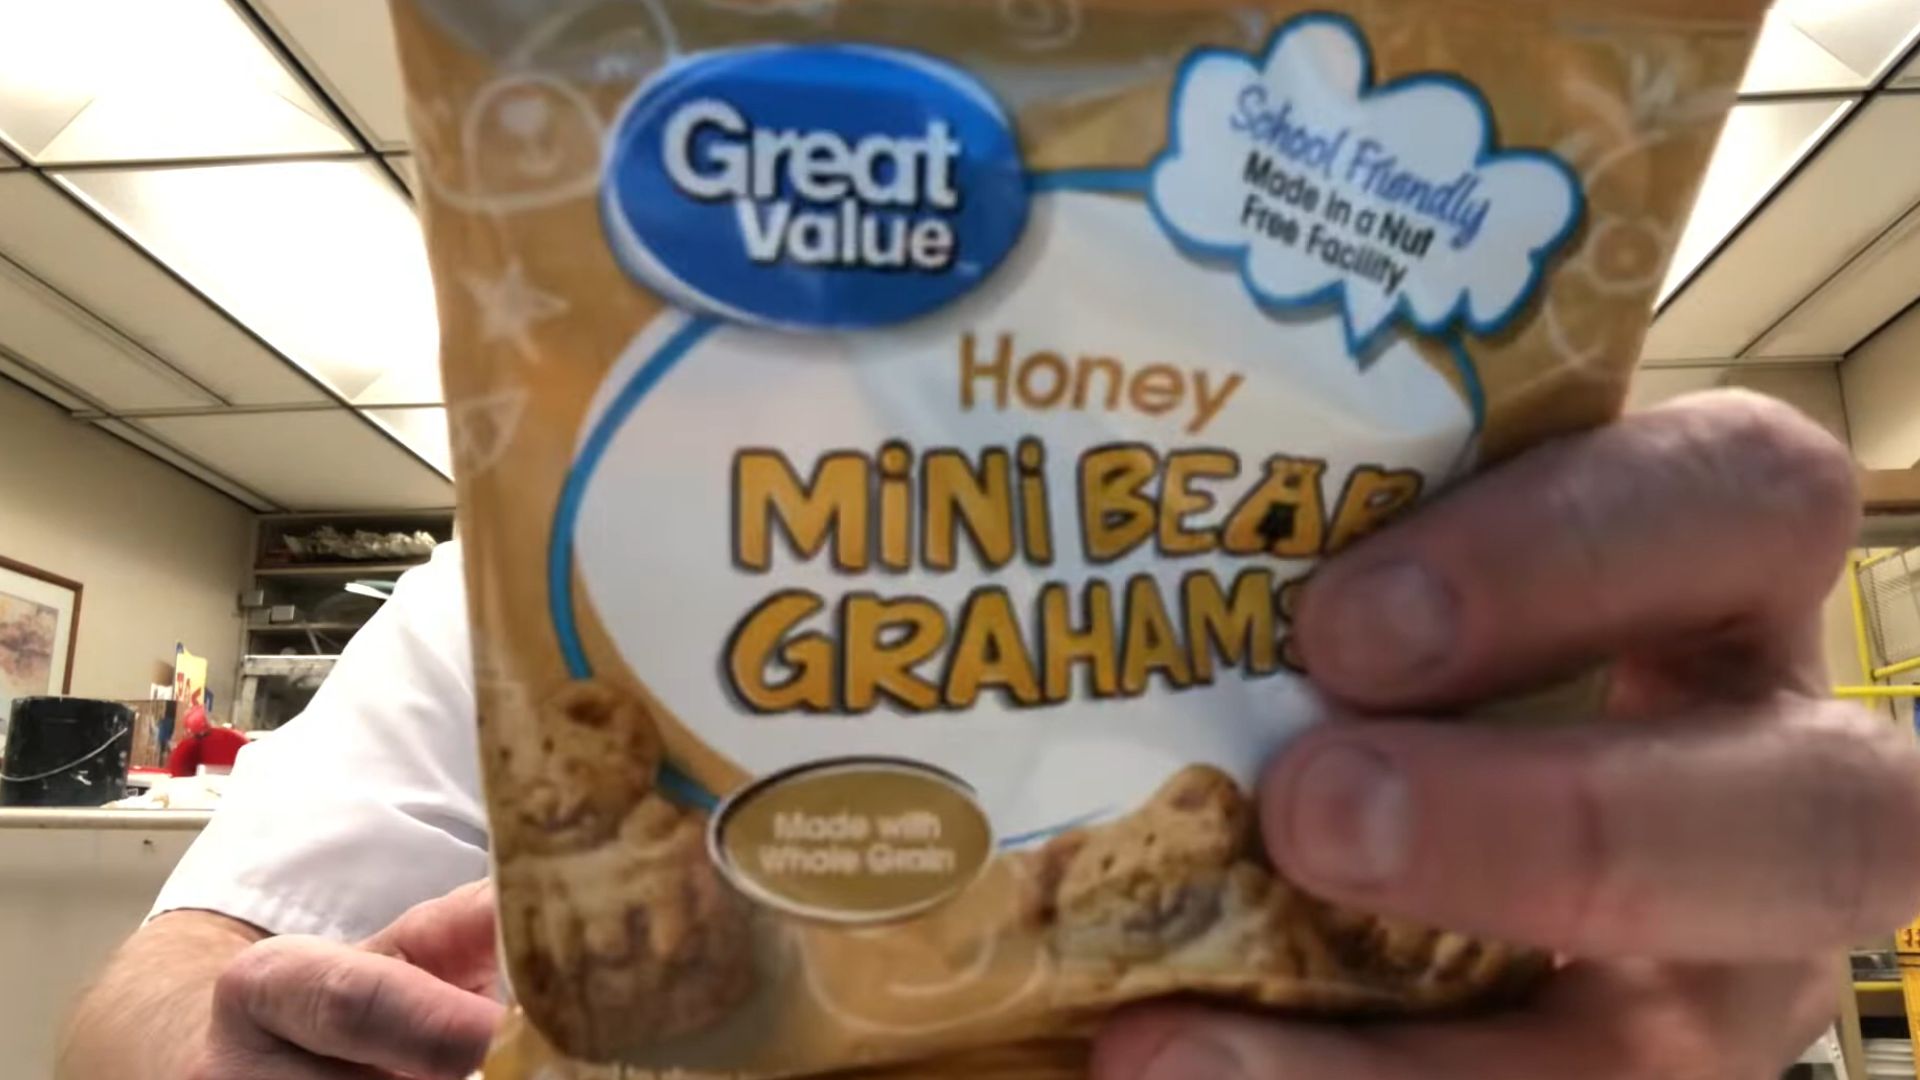 Great
Value
School Friendly
Made in a Nut
Free Facility
Honey
MiNi BEAR
GRAHAMS
Made with
Whole Grain